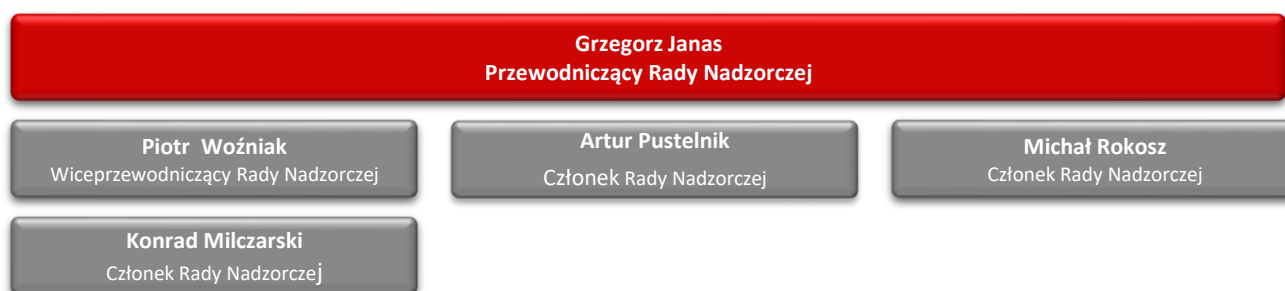 Grzegorz Janas
Przewodniczący Rady Nadzorczej
Piotr Woźniak
Wiceprzewodniczący Rady Nadzorczej
Artur Pustelnik
Członek Rady Nadzorczej
Michał Rokosz
Członek Rady Nadzorczej
Konrad Milczarski
Członek Rady Nadzorczej